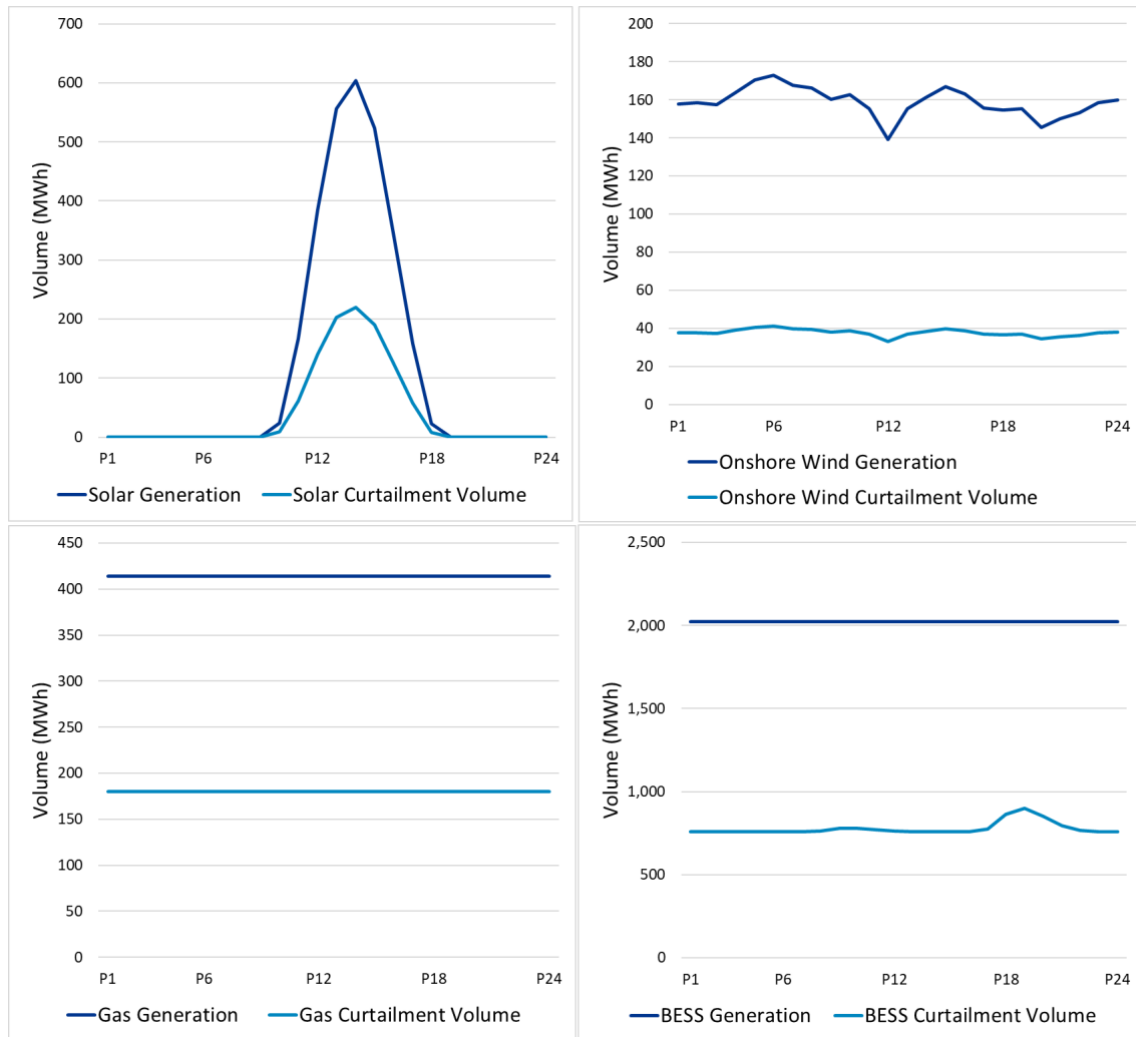 700
600
500
400
300
200
100
0
Volume (MWh)
P1 P6 P12 P18 P24
Solar Generation Solar Curtailment Volume
200
180
160
140
120
100
80
60
40
20
0
Volume (MWh)
P1 P6 P12 P18 P24
Onshore Wind Generation
Onshore Wind Curtailment Volume
450
400
350
300
250
200
150
100
50
0
Volume (MWh)
P1 P6 P12 P18 P24
Gas Generation Gas Curtailment Volume
2,500
2,000
1,500
1,000
500
0
Volume (MWh)
P1 P6 P12 P18 P24
BESS Generation BESS Curtailment Volume